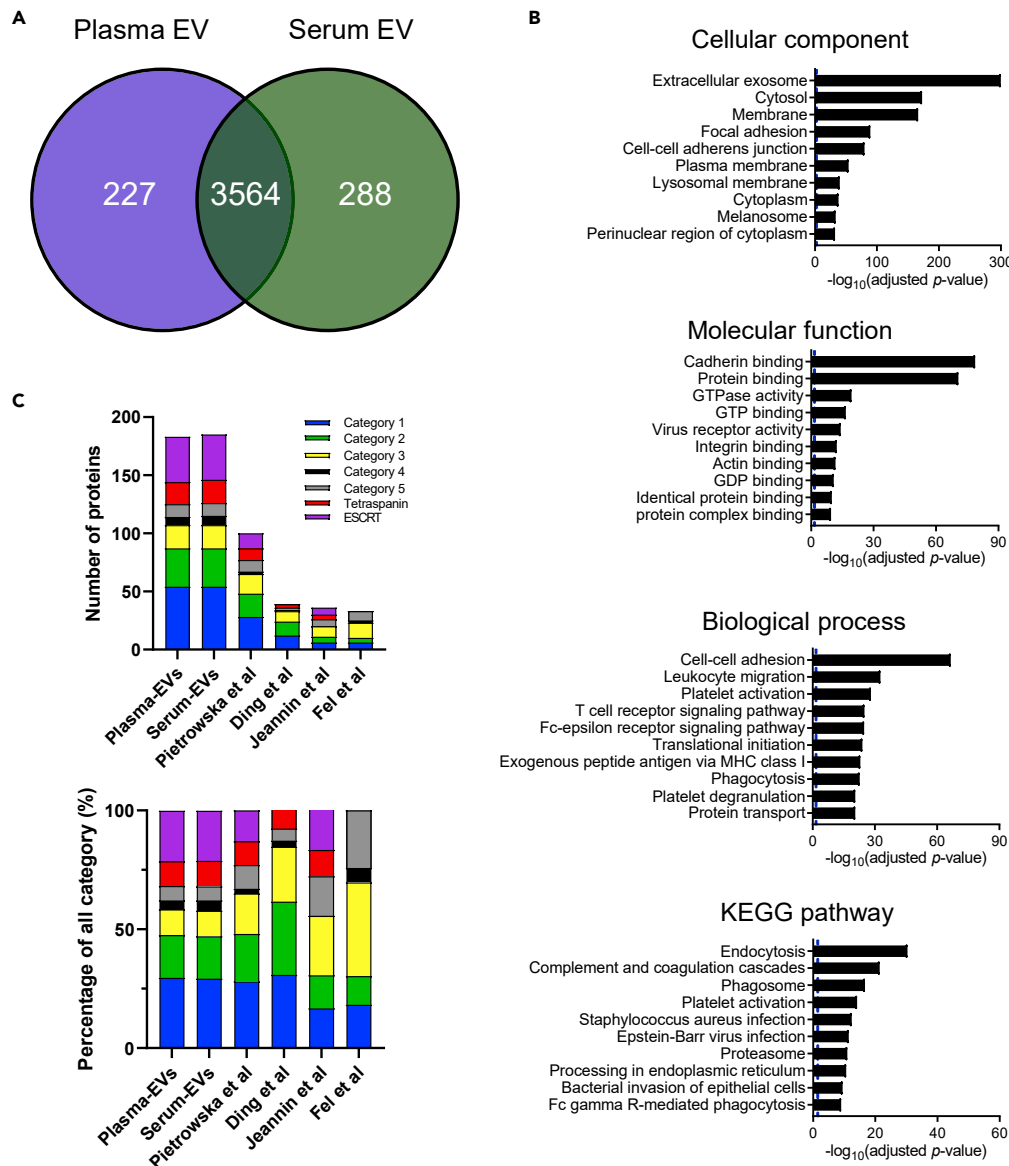 A
Plasma EV
Serum EV
227
3564
288
B
Cellular component
Extracellular exosome
Cytosol
Membrane
Focal adhesion
Cell-cell adherens junction
Plasma membrane
Lysosomal membrane
Cytoplasm
Melanosome
Perinuclear region of cytoplasm
0 100 200 300
-log10(adjusted p-value)
Molecular function
Cadherin binding
Protein binding
GTPase activity
GTP binding
Virus receptor activity
Integrin binding
Actin binding
GDP binding
Identical protein binding
protein complex binding
0 30 60 90
-log10(adjusted p-value)
Biological process
Cell-cell adhesion
Leukocyte migration
Platelet activation
T cell receptor signaling pathway
Fc-epsilon receptor signaling pathway
Translational initiation
Exogenous peptide antigen via MHC class I
Phagocytosis
Platelet degranulation
Protein transport
0 30 60 90
-log10(adjusted p-value)
KEGG pathway
Endocytosis
Complement and coagulation cascades
Phagosome
Platelet activation
Staphylococcus aureus infection
Epstein-Barr virus infection
Proteasome
Processing in endoplasmic reticulum
Bacterial invasion of epithelial cells
Fc gamma R-mediated phagocytosis
0 20 40 60
-log10(adjusted p-value)
C
Number of proteins
200
150
100
50
0
Category 1
Category 2
Category 3
Category 4
Category 5
Tetraspanin
ESCRT
Plasma-EVs
Serum-EVs
Pietrowska et al
Ding et al
Jeannin et al
Fel et al
Percentage of all category (%)
100
50
0
Plasma-EVs
Serum-EVs
Pietrowska et al
Ding et al
Jeannin et al
Fel et al